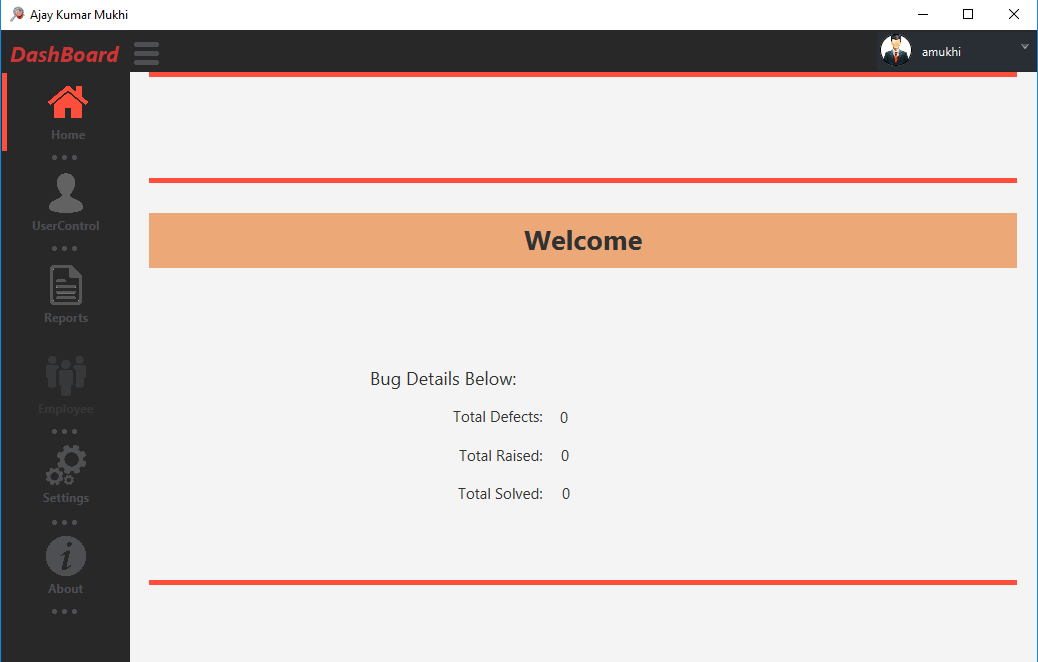 Ajay Kumar Mukhi
DashBoard
amukhi
Home
UserControl
Reports
Employee
Settings
About
Welcome
Bug Details Below:
Total Defects: 0
Total Raised: 0
Total Solved: 0